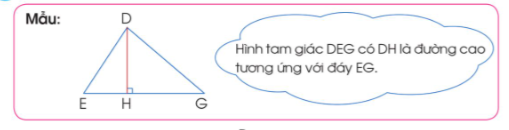 Mẫu:
D
Hình tam giác DEG có DH là đường cao
tương ứng với đáy EG.
E H G